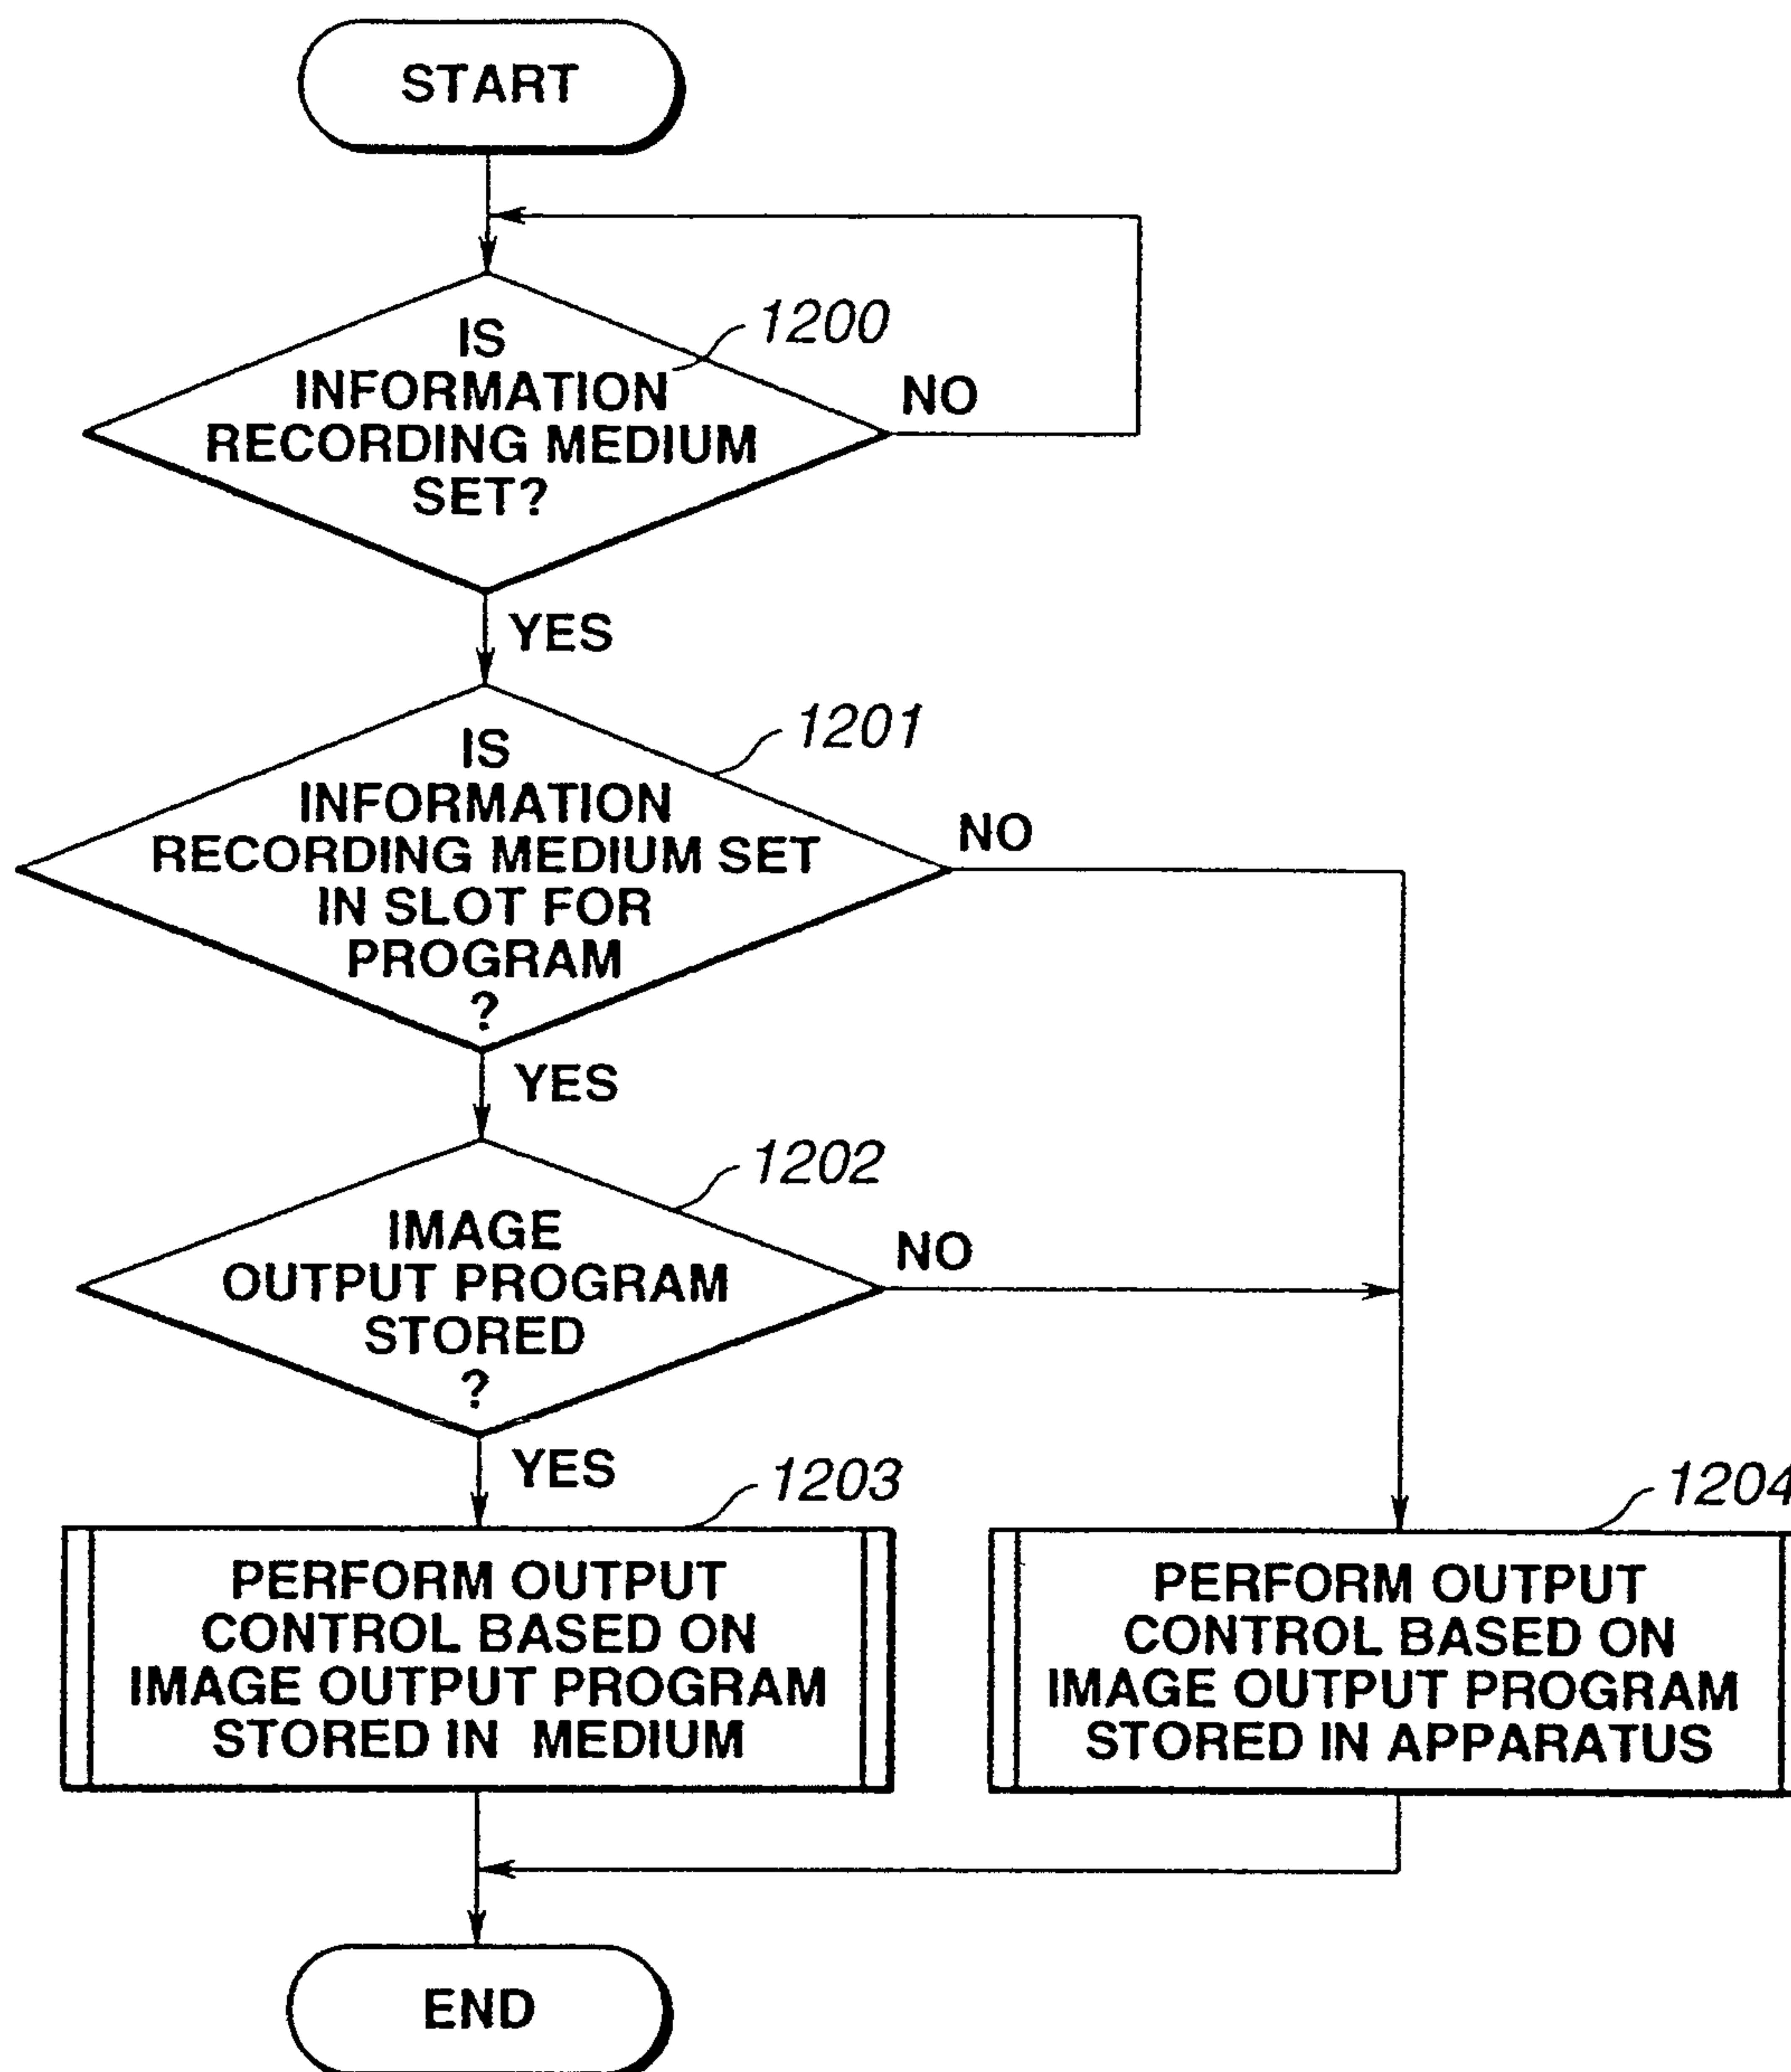 START
1200
IS
INFORMATION
RECORDING MEDIUM
SET?
NO
YES
1201
IS
INFORMATION
RECORDING MEDIUM SET
IN SLOT FOR
PROGRAM
?
NO
YES
1202
IMAGE
OUTPUT PROGRAM
STORED
?
NO
YES
1203
PERFORM OUTPUT
CONTROL BASED ON
IMAGE OUTPUT PROGRAM
STORED IN MEDIUM
1204
PERFORM OUTPUT
CONTROL BASED ON
IMAGE OUTPUT PROGRAM
STORED IN APPARATUS
END